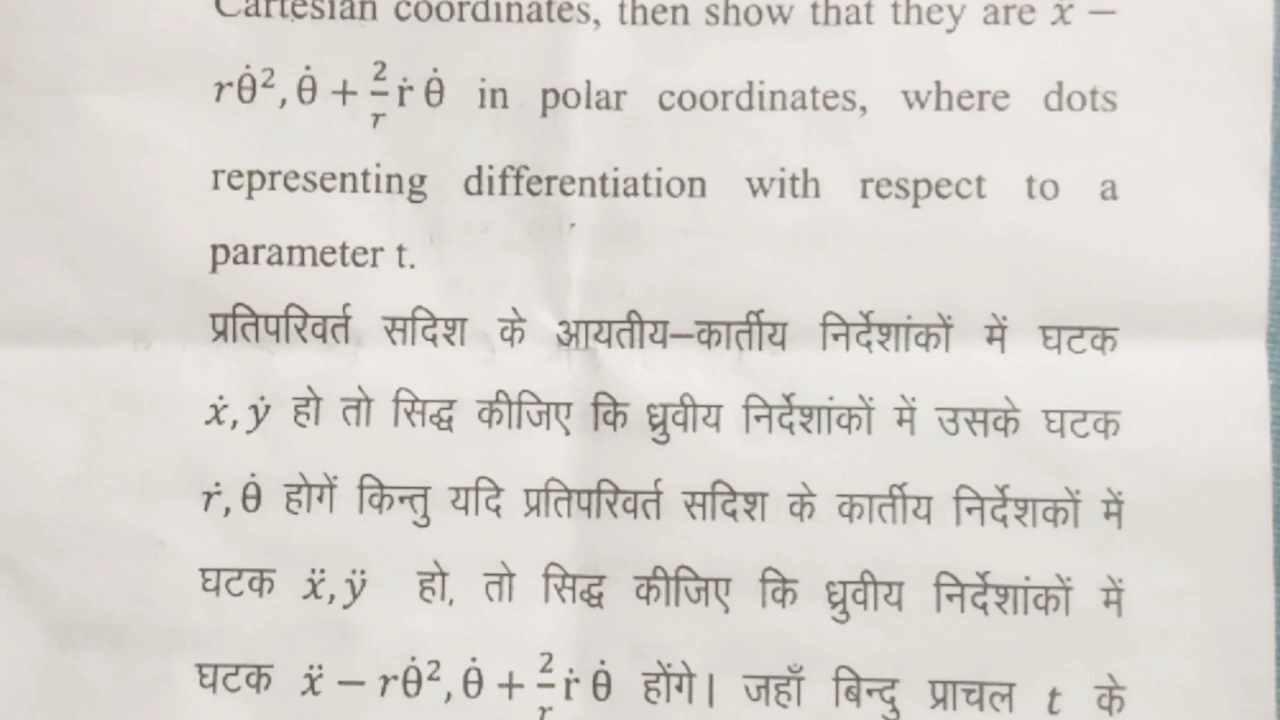 Cartesian coordinates, then show that they are ẍ −
rθ̇², θ̇ + 2/r ṙ θ̇ in polar coordinates, where dots
representing differentiation with respect to a
parameter t.
प्रतिपरिवर्त सदिश के आयतीय–कार्तीय निर्देशांकों में घटक
ẋ, ẏ हो तो सिद्ध कीजिए कि ध्रुवीय निर्देशांकों में उसके घटक
ṙ, θ̇ होगें किन्तु यदि प्रतिपरिवर्त सदिश के कार्तीय निर्देशकों में
घटक ẍ, ÿ हो, तो सिद्ध कीजिए कि ध्रुवीय निर्देशांकों में
घटक ẍ − rθ̇², θ̇ + 2/r ṙ θ̇ होंगे। जहाँ बिन्दु प्राचल t के